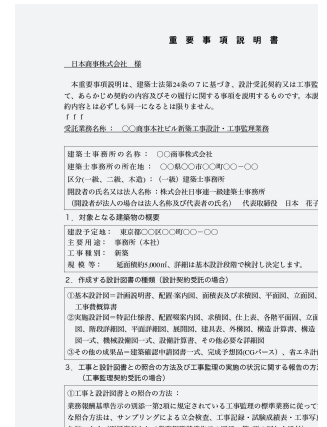 重 要 事 項 説 明 書
日本商事株式会社　様
本重要事項説明は、建築士法第24条の７に基づき、設計受託契約又は工事監
て、あらかじめ契約の内容及びその履行に関する事項を説明するものです。本説
約内容とは必ずしも同一になるとは限りません。
ｆｆｆ
受託業務名称：　○○商事本社ビル新築工事設計・工事監理業務
建築士事務所の名称：　○○商事株式会社
建築士事務所の所在地：　○○県○○市○○町○○－○○
区分(一級、二級、木造)：（一級）建築士事務所
開設者の氏名又は法人名称：株式会社日事連一級建築士事務所
（開設者が法人の場合は法人名称及び代表者の氏名）　代表取締役　日本　花子
１．対象となる建築物の概要
建設予定地：　東京都○○区○○町○○－○○
主要用途：　事務所（本社）
工事種別：　新築
規 模 等：　延面積約5,000㎡、詳細は基本設計段階で検討し決定します。
２．作成する設計図書の種類（設計契約受託の場合）
①基本設計図＝計画説明書、配置・案内図、面積表及び求積図、平面図、立面図、
工事費概算書
②実施設計図＝特記仕様書、配置案内図、求積図、仕上表、各階平面図、立面
図、階段詳細図、平面詳細図、展開図、建具表、外構図、構造計算書、構造
図一式、機械設備図一式、設備計算書、その他必要な詳細図
③その他の成果品＝建築確認申請図書一式、完成予想図(CGパース）、省エネ計
３．工事と設計図書との照合の方法及び工事監理の実施の状況に関する報告の方法
（工事監理契約受託の場合）
①工事と設計図書との照合の方法：
業務報酬基準告示の別添一第2項に規定されている工事監理の標準業務に従って
な照合方法は、サンプリングによる立会検査、工事記録・試験成績表・工事写真